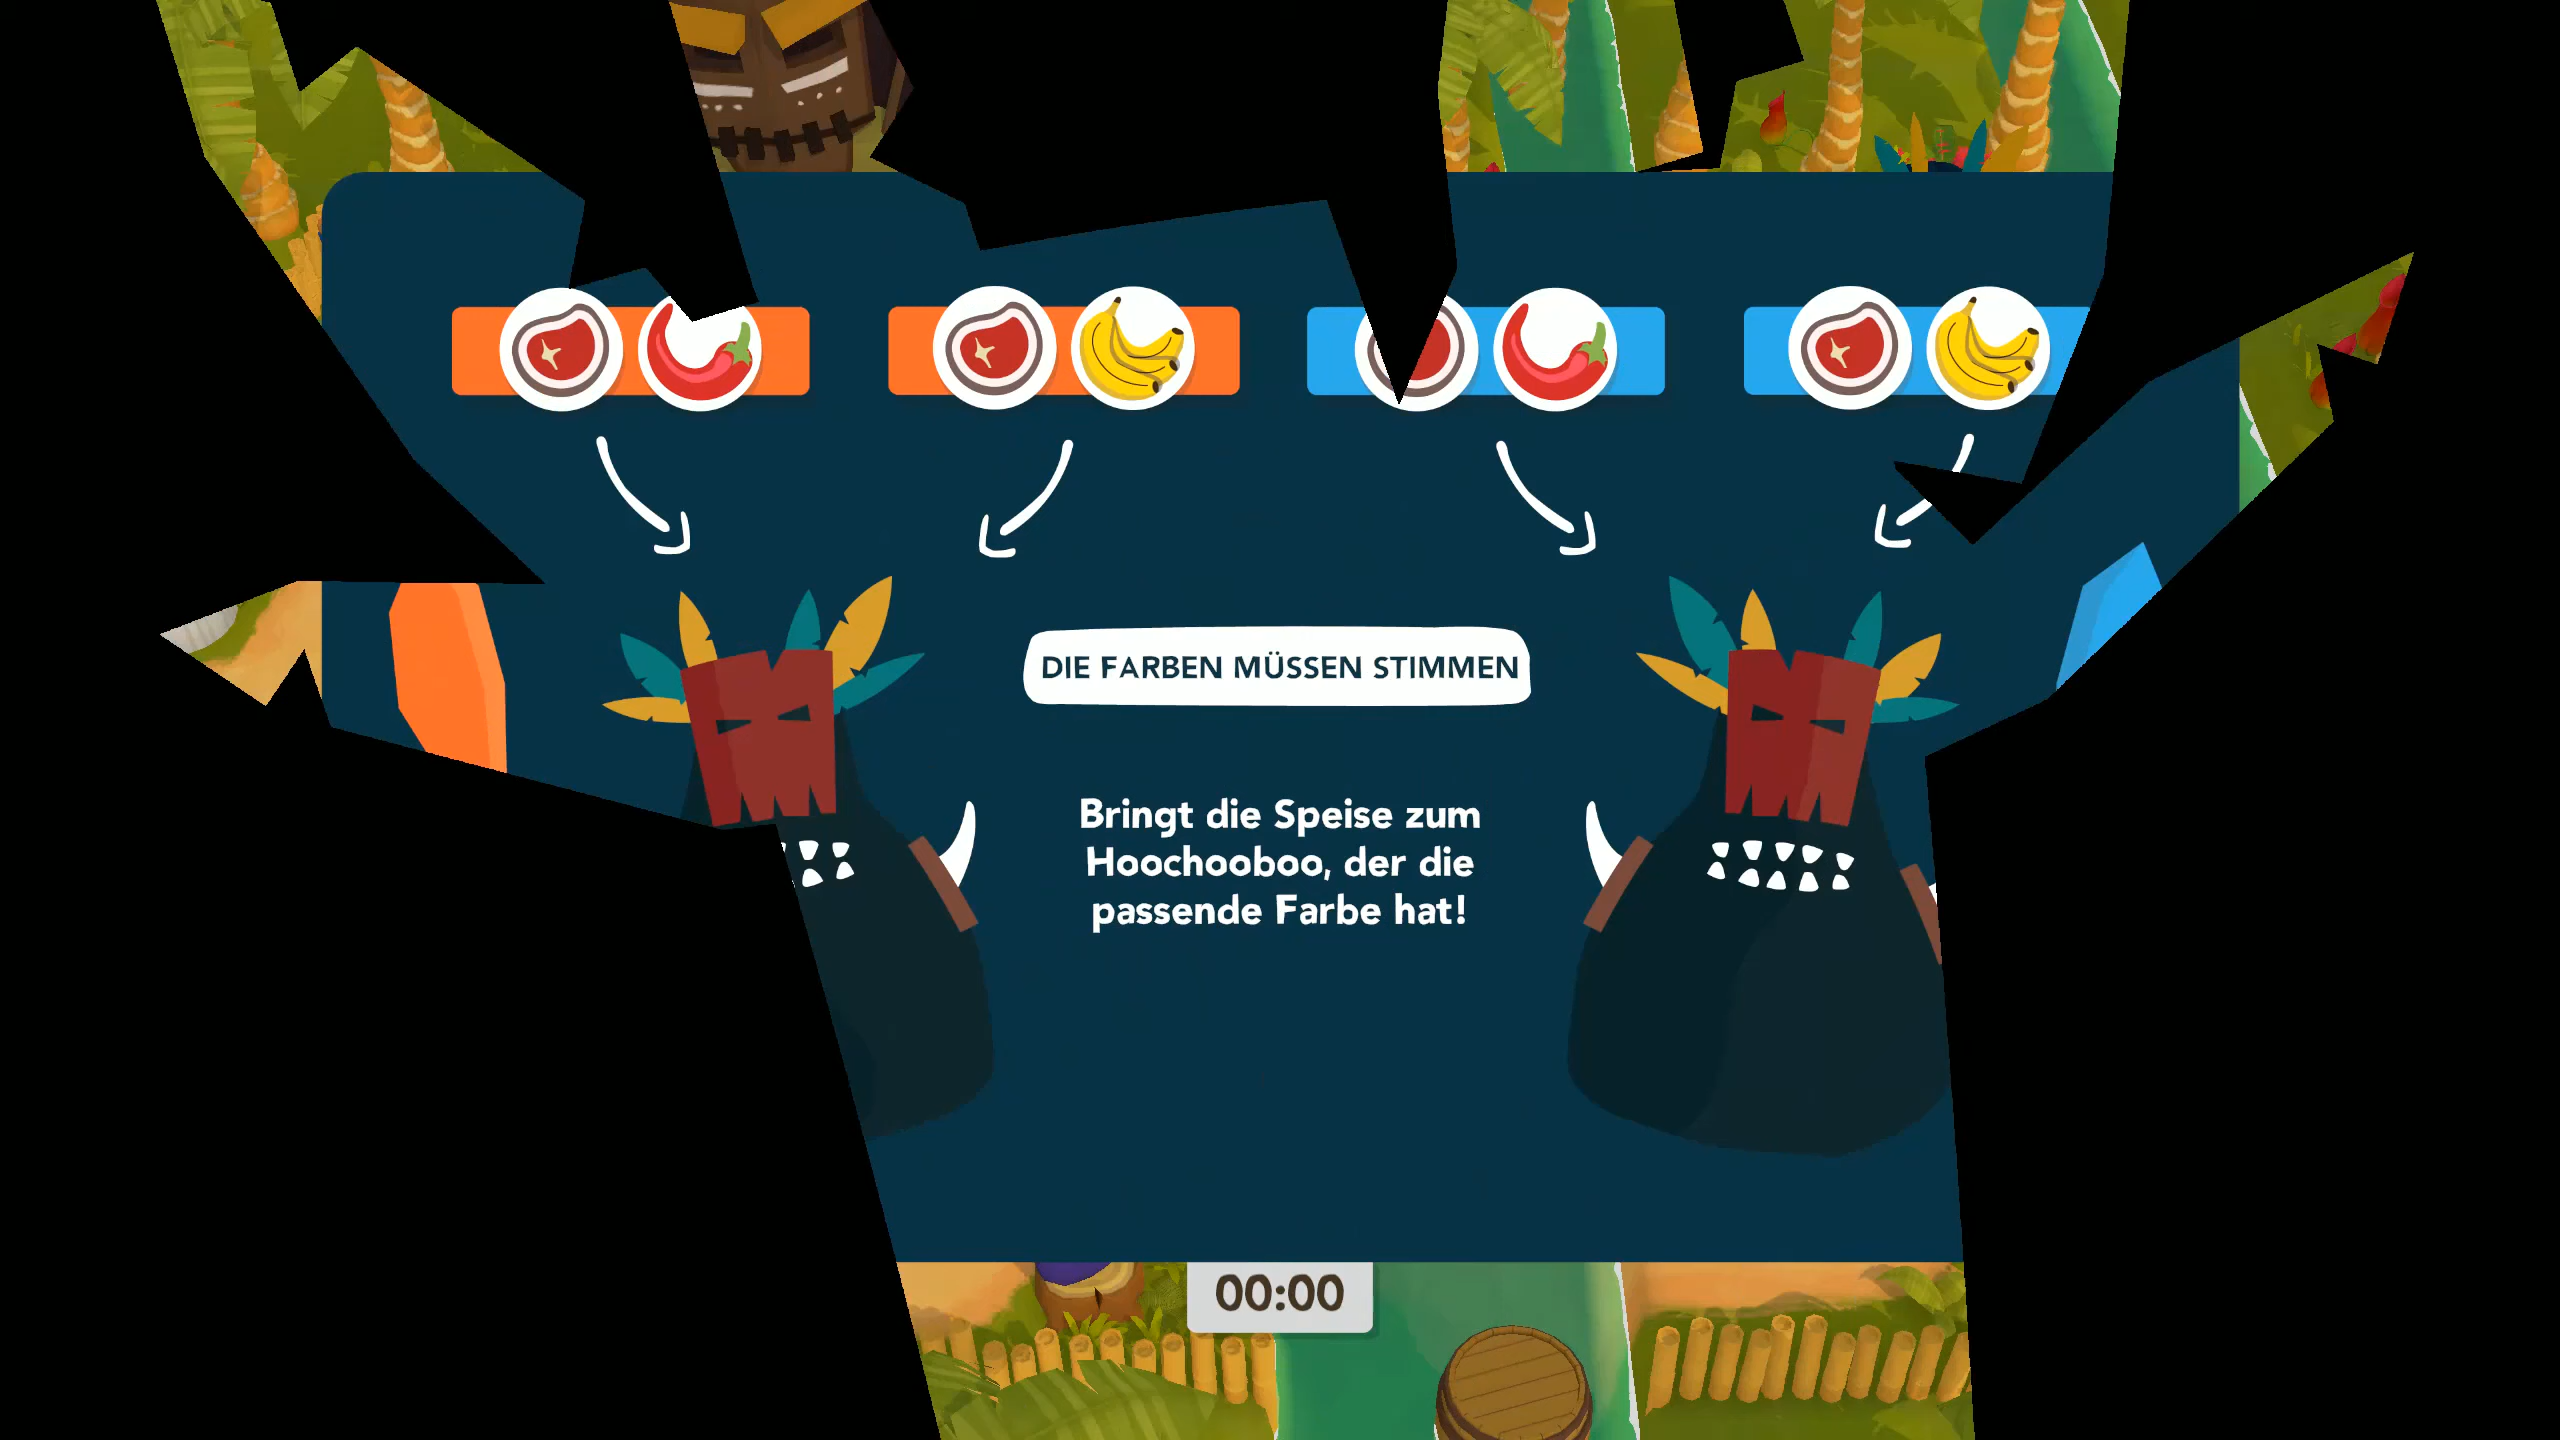 DIE FARBEN MÜSSEN STIMMEN
Bringt die Speise zum
Hoochooboo, der die
passende Farbe hat!
00:00